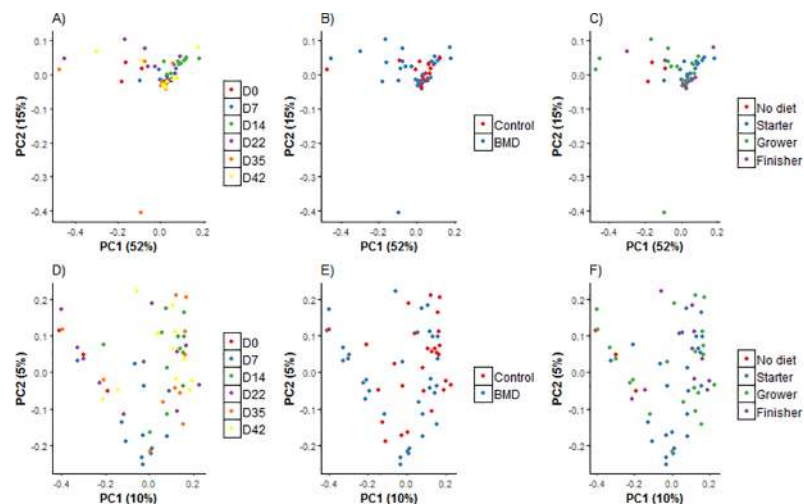 A)
0.1
0.0
-0.1
-0.2
-0.3
-0.4
PC2 (15%)
-0.4
-0.2
0.0
0.2
PC1 (52%)
D0
D7
D14
D22
D35
D42
B)
0.1
0.0
-0.1
-0.2
-0.3
-0.4
PC2 (15%)
-0.4
-0.2
0.0
0.2
PC1 (52%)
Control
BMD
C)
0.1
0.0
-0.1
-0.2
-0.3
-0.4
PC2 (15%)
-0.4
-0.2
0.0
0.2
PC1 (52%)
No diet
Starter
Grower
Finisher
D)
0.2
0.1
0.0
-0.1
-0.2
PC2 (5%)
-0.4
-0.2
0.0
0.2
PC1 (10%)
D0
D7
D14
D22
D35
D42
E)
0.2
0.1
0.0
-0.1
-0.2
PC2 (5%)
-0.4
-0.2
0.0
0.2
PC1 (10%)
Control
BMD
F)
0.2
0.1
0.0
-0.1
-0.2
PC2 (5%)
-0.4
-0.2
0.0
0.2
PC1 (10%)
No diet
Starter
Grower
Finisher